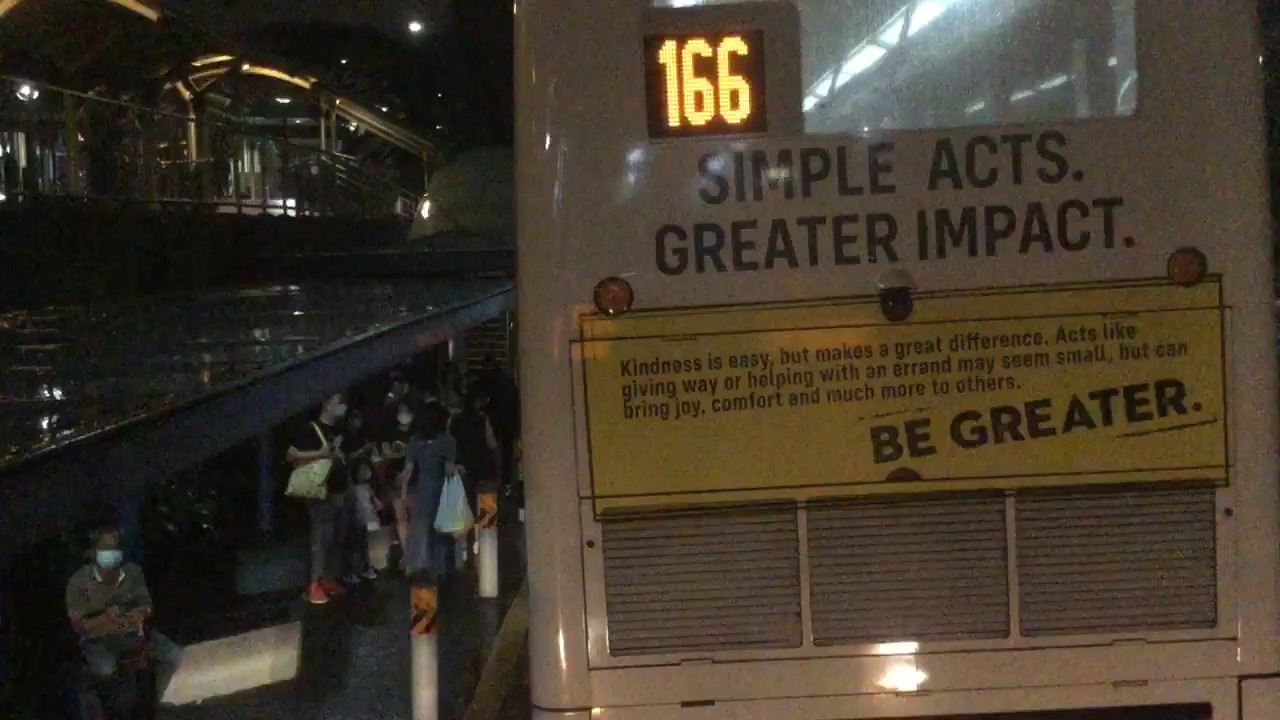 166
SIMPLE ACTS.
GREATER IMPACT.
Kindness is easy, but makes a great difference. Acts like
giving way or helping with an errand may seem small, but can
bring joy, comfort and much more to others.
BE GREATER.